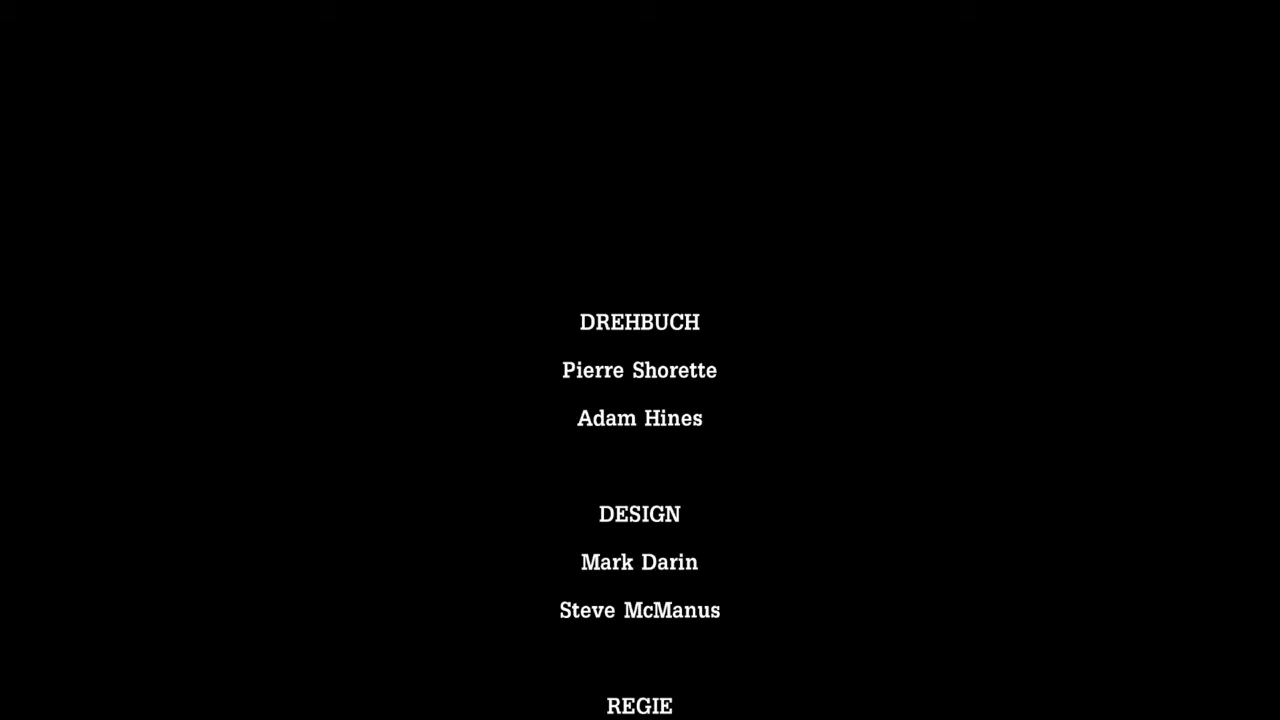 DREHBUCH
Pierre Shorette
Adam Hines
DESIGN
Mark Darin
Steve McManus
REGIE